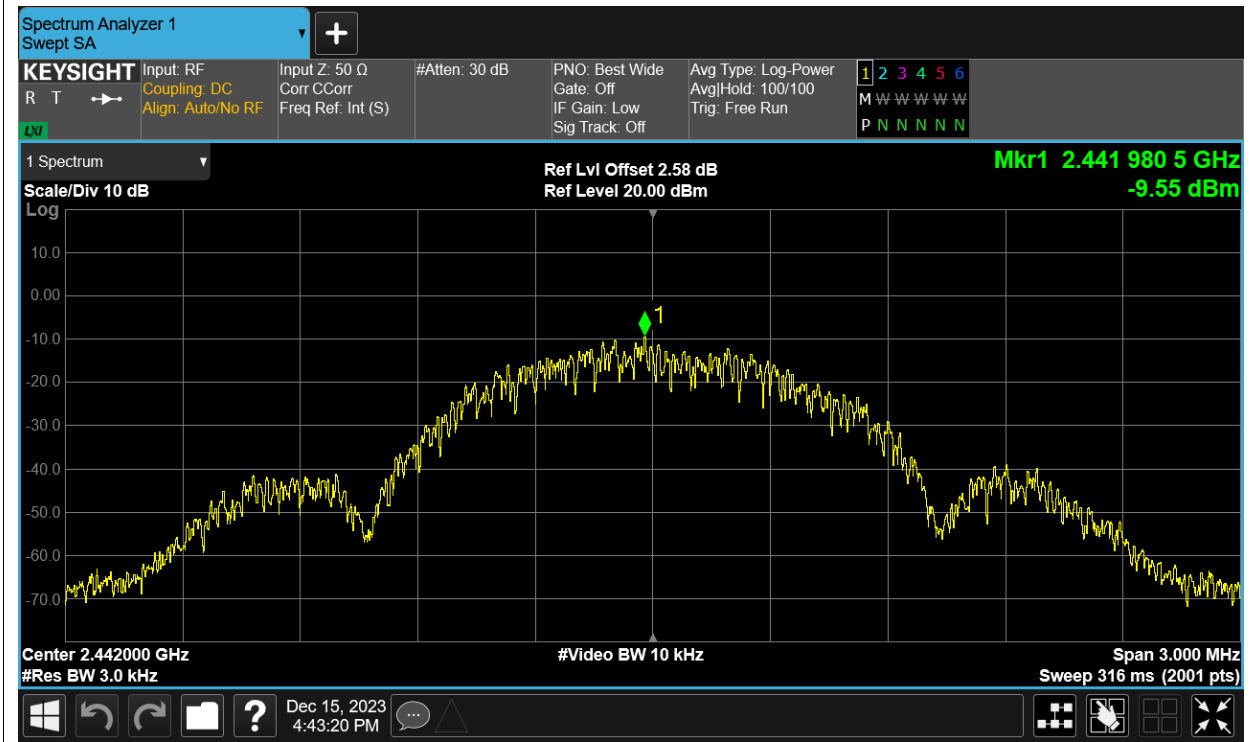 Spectrum Analyzer 1
Swept SA
KEYSIGHT
R T
LXI
Input: RF
Coupling: DC
Align: Auto/No RF
Input Z: 50 Ω
Corr CCorr
Freq Ref: Int (S)
#Atten: 30 dB
PNO: Best Wide
Gate: Off
IF Gain: Low
Sig Track: Off
Avg Type: Log-Power
Avg|Hold: 100/100
Trig: Free Run
1 2 3 4 5 6
M W W W W W
P N N N N N
1 Spectrum
Scale/Div 10 dB
Ref Lvl Offset 2.58 dB
Ref Level 20.00 dBm
Mkr1 2.441 980 5 GHz
-9.55 dBm
Log
10.0
0.00
-10.0
-20.0
-30.0
-40.0
-50.0
-60.0
-70.0
1
Center 2.442000 GHz
#Res BW 3.0 kHz
#Video BW 10 kHz
Span 3.000 MHz
Sweep 316 ms (2001 pts)
?
Dec 15, 2023
4:43:20 PM